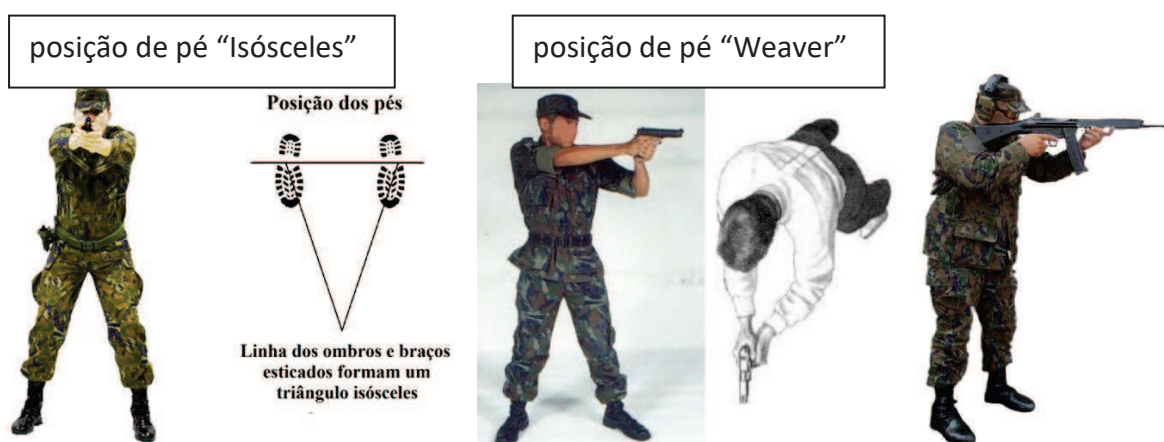 posição de pé “Isósceles”
posição de pé “Weaver”
Posição dos pés
Linha dos ombros e braços
esticados formam um
triângulo isósceles